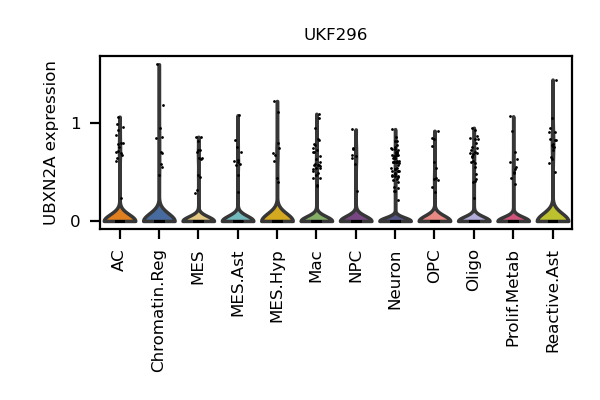 UKF296
UBXN2A expression
1
0
AC
Chromatin.Reg
MES
MES.Ast
MES.Hyp
Mac
NPC
Neuron
OPC
Oligo
Prolif.Metab
Reactive.Ast